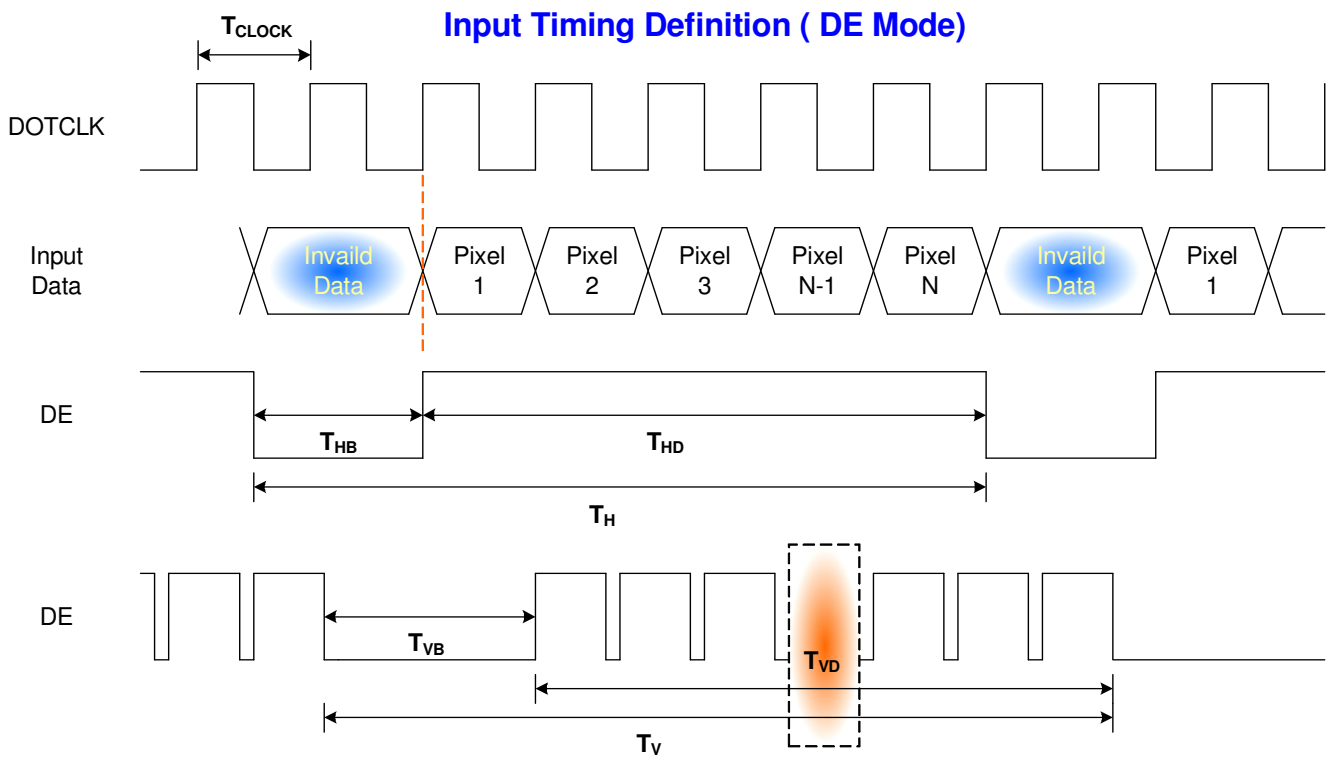 Input Timing Definition ( DE Mode)
TCLOCK
DOTCLK
Input
Data
Invaild
Data
Pixel
1
Pixel
2
Pixel
3
Pixel
N-1
Pixel
N
Invaild
Data
Pixel
1
DE
THB
THD
TH
DE
TVB
TVD
TV